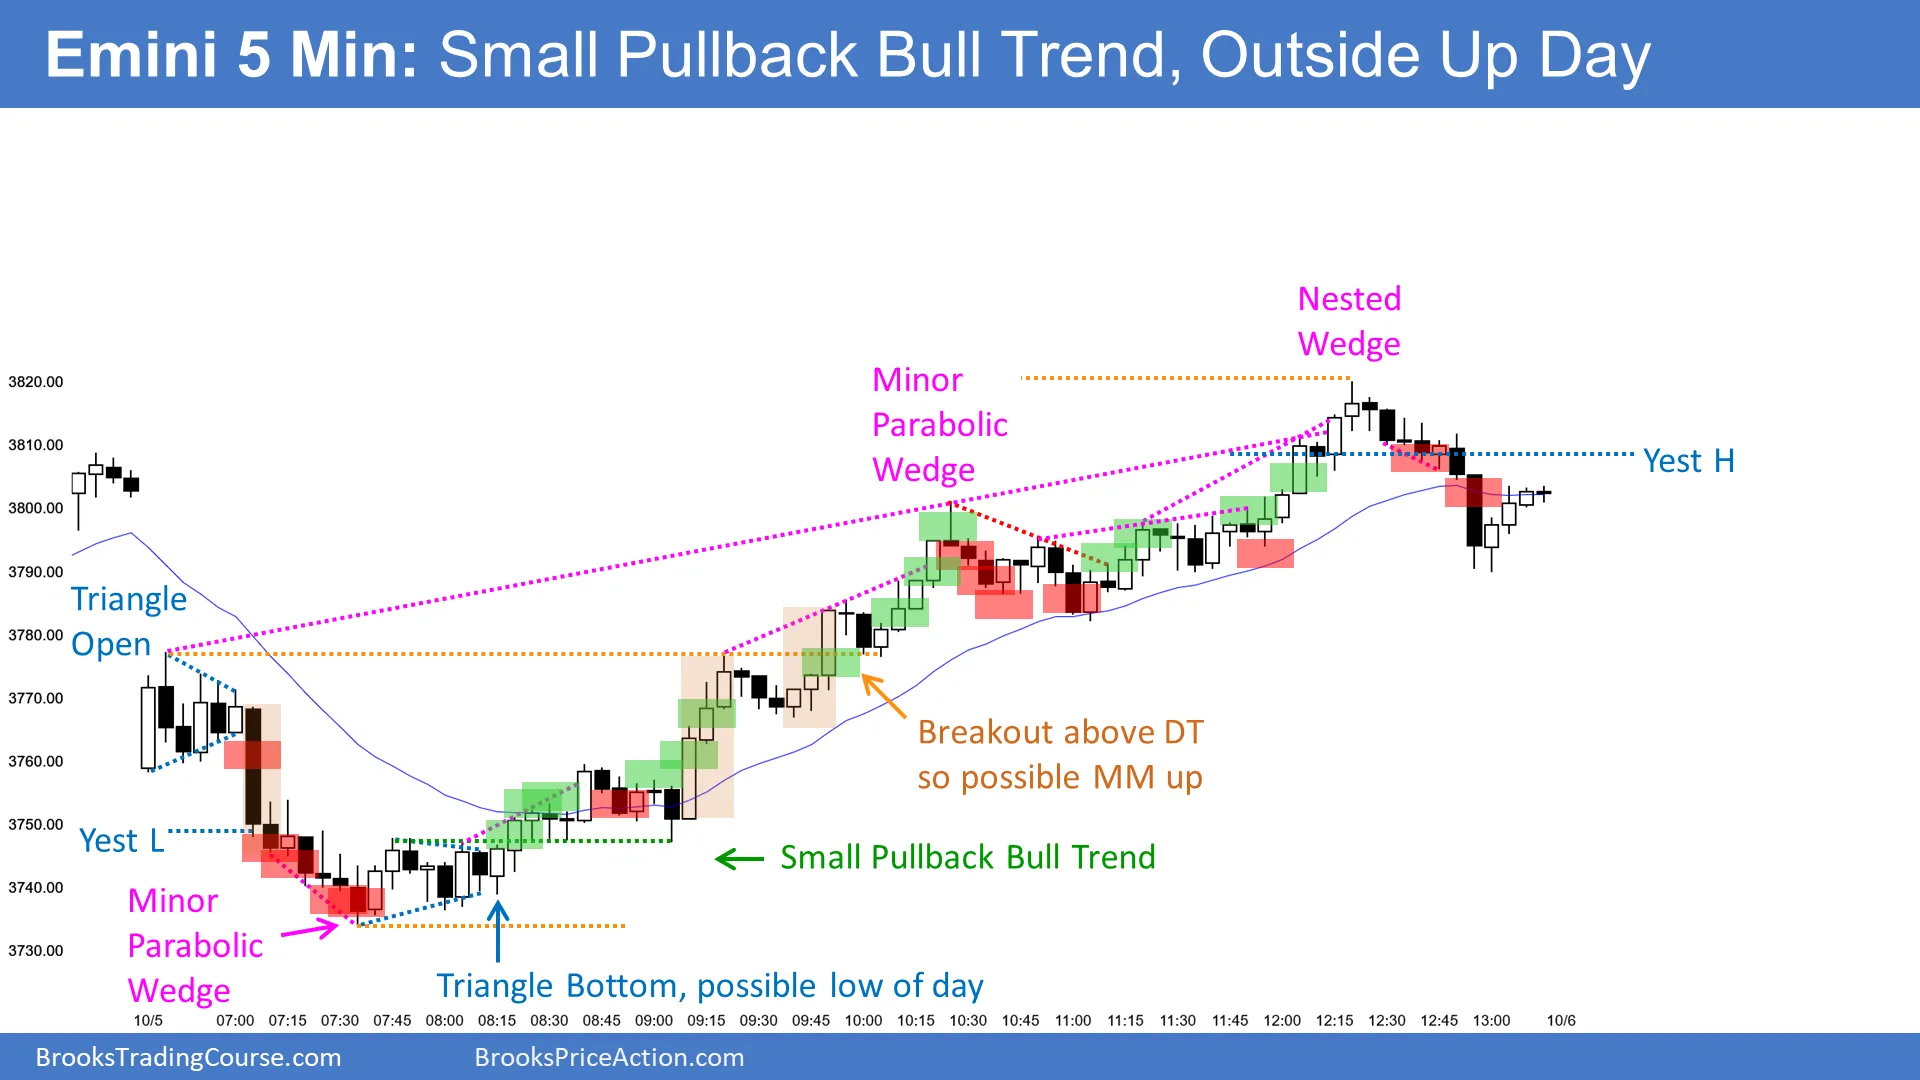 Emini 5 Min: Small Pullback Bull Trend, Outside Up Day
Nested
Wedge
Minor
Parabolic
Wedge
Yest H
3820.00
3810.00
3800.00
3790.00
3780.00
3770.00
3760.00
3750.00
3740.00
3730.00
Triangle
Open
Breakout above DT
so possible MM up
Yest L
Small Pullback Bull Trend
Minor
Parabolic
Wedge
Triangle Bottom, possible low of day
10/5 07:00 07:15 07:30 07:45 08:00 08:15 08:30 08:45 09:00 09:15 09:30 09:45 10:00 10:15 10:30 10:45 11:00 11:15 11:30 11:45 12:00 12:15 12:30 12:45 13:00 10/6
BrooksTradingCourse.com BrooksPriceAction.com